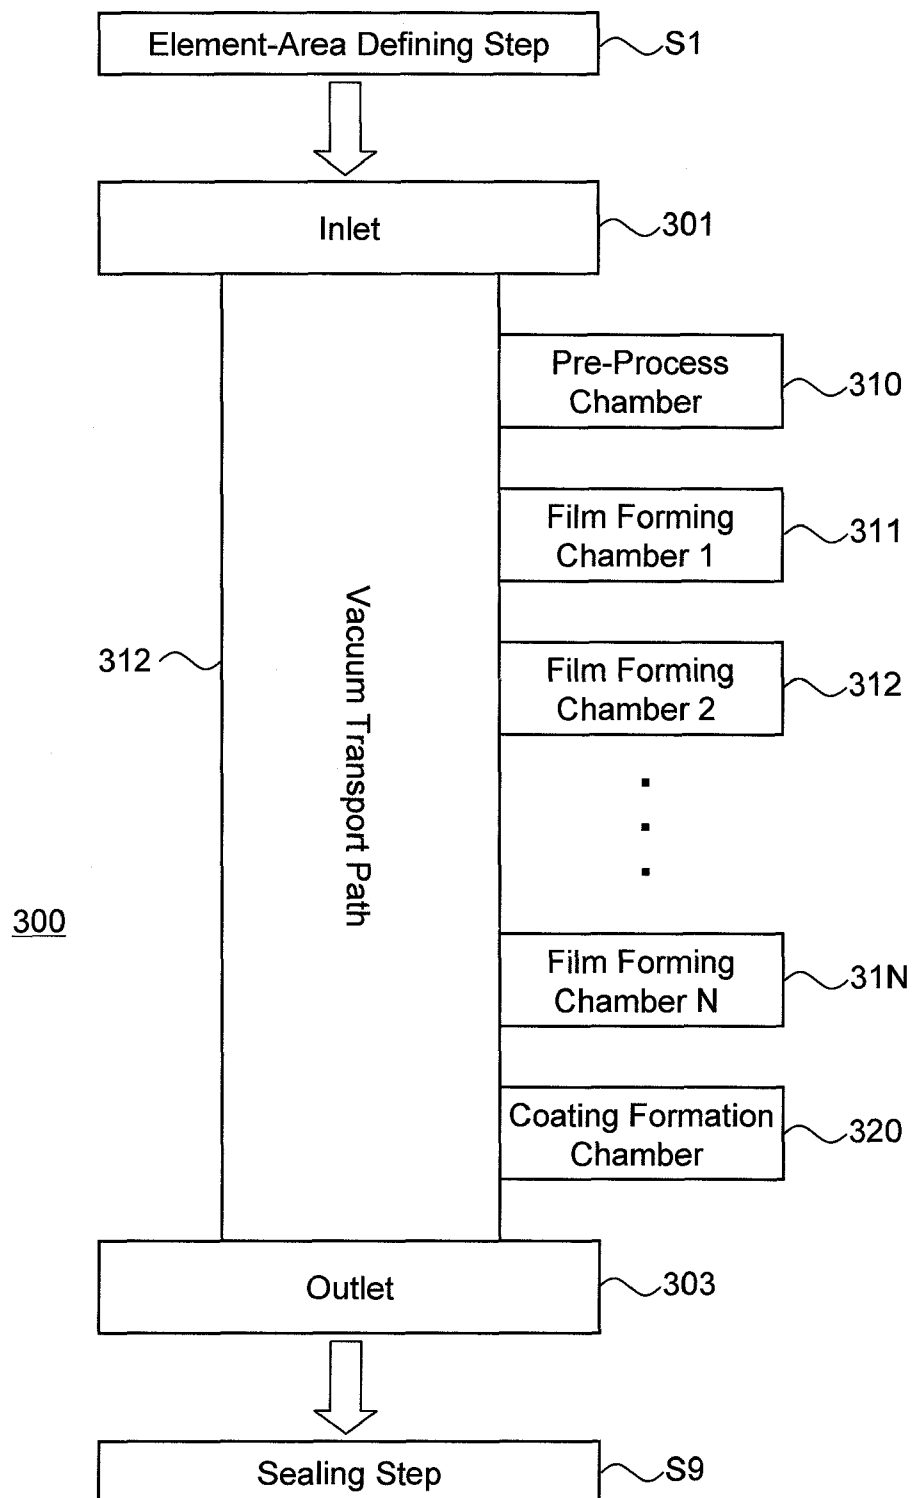 Element-Area Defining Step
S1
Inlet
301
Pre-Process
Chamber
310
Film Forming
Chamber 1
311
312
Vacuum Transport Path
Film Forming
Chamber 2
312
300
Film Forming
Chamber N
31N
Coating Formation
Chamber
320
Outlet
303
Sealing Step
S9